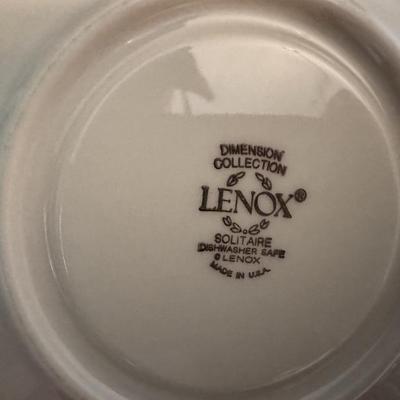 DIMENSION
COLLECTION
LENOX®
SOLITAIRE
DISHWASHER SAFE
© LENOX
MADE IN U.S.A.